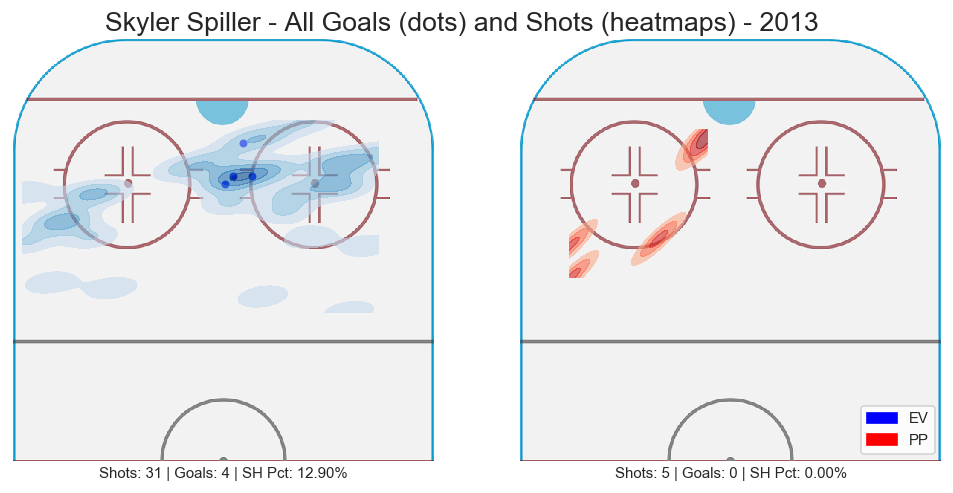 Skyler Spiller - All Goals (dots) and Shots (heatmaps) - 2013
EV
PP
Shots: 31 | Goals: 4 | SH Pct: 12.90%
Shots: 5 | Goals: 0 | SH Pct: 0.00%